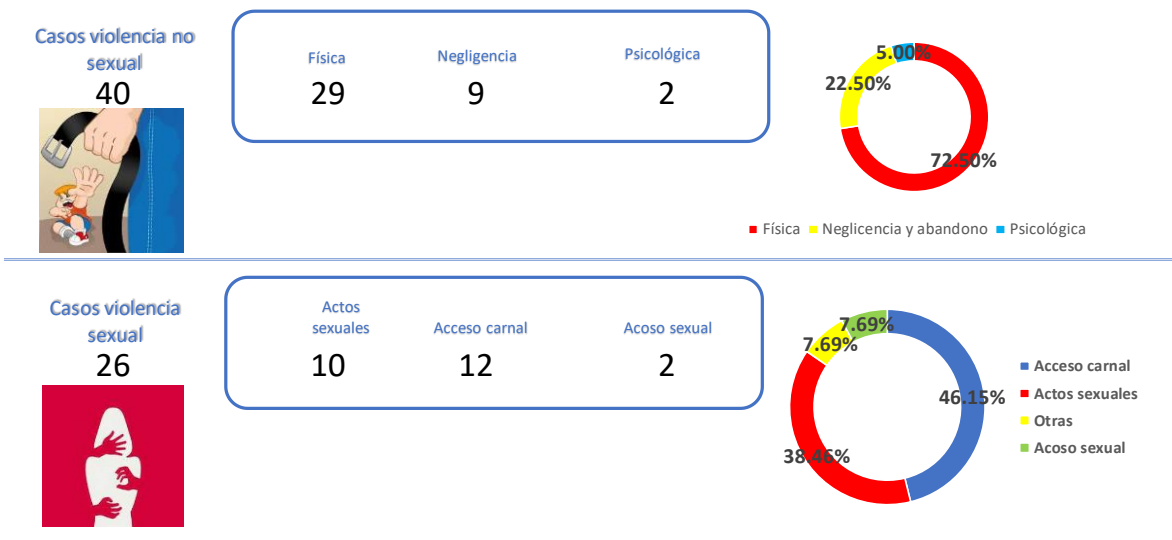 Casos violencia no
sexual
40
Física
29
Negligencia
9
Psicológica
2
5.00%
22.50%
72.50%
Física
Neglicencia y abandono
Psicológica
Casos violencia
sexual
26
Actos
sexuales
10
Acceso carnal
12
Acoso sexual
2
7.69%
7.69%
46.15%
38.46%
Acceso carnal
Actos sexuales
Otras
Acoso sexual